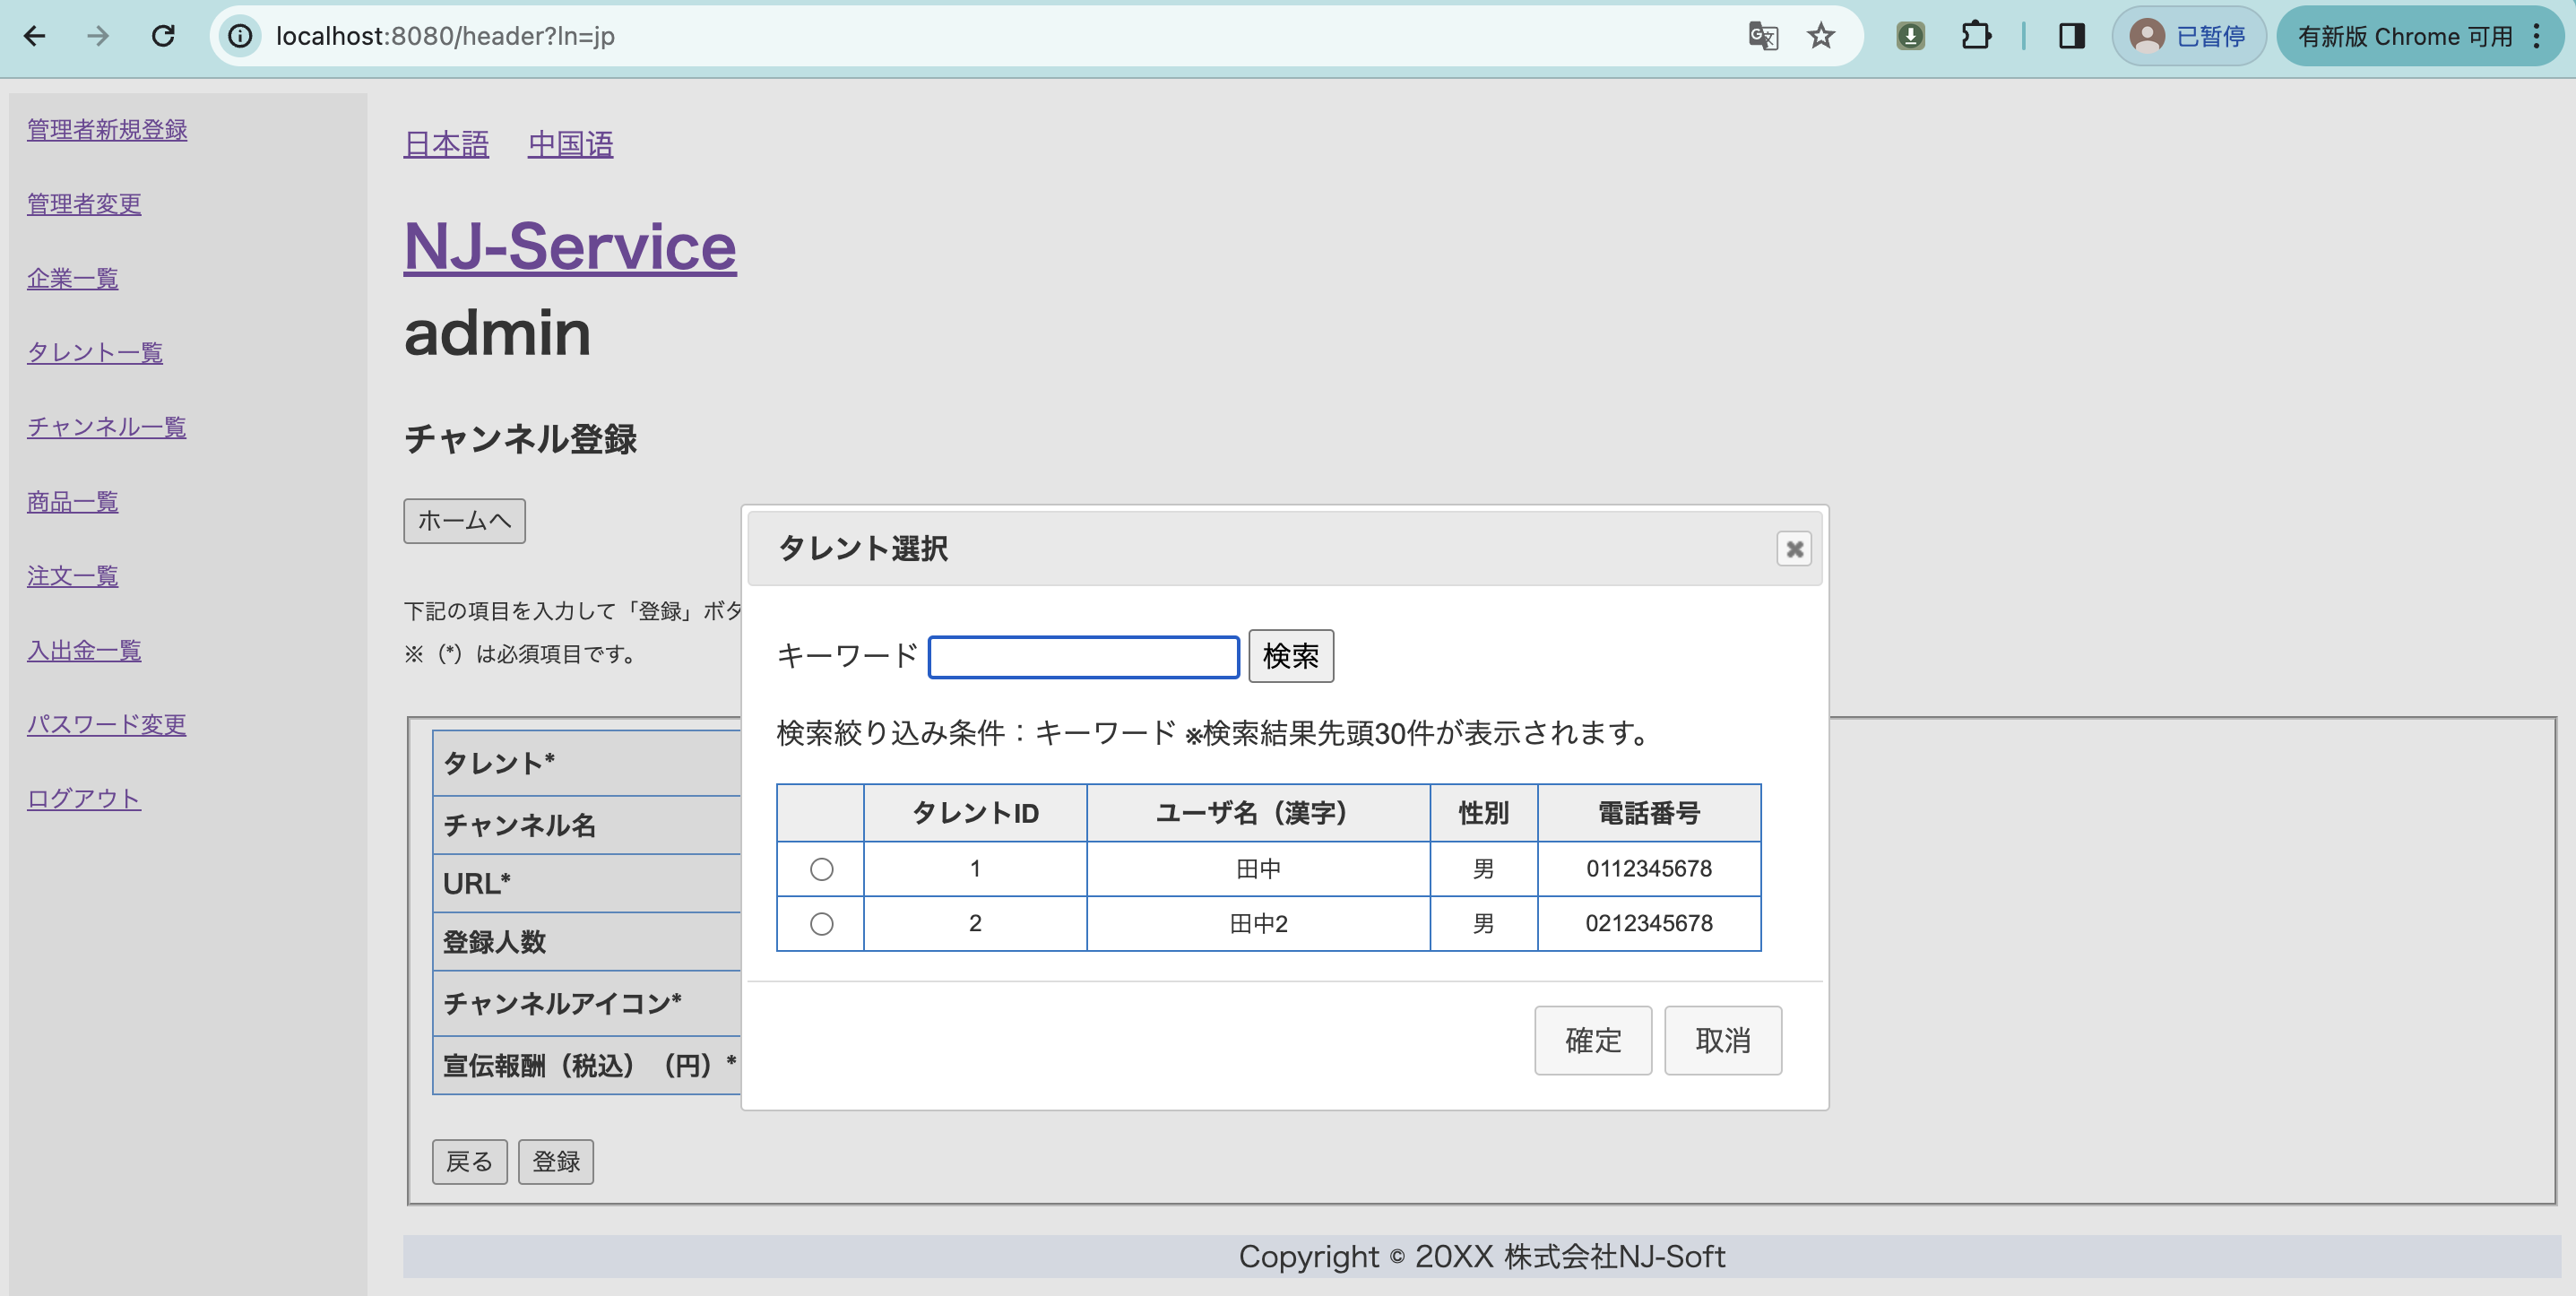 localhost:8080/header?ln=jp
已暂停
有新版 Chrome 可用
管理者新規登録
管理者変更
企業一覧
タレント一覧
チャンネル一覧
商品一覧
注文一覧
入出金一覧
パスワード変更
ログアウト
日本語 中国语
NJ-Service
admin
チャンネル登録
ホームへ
下記の項目を入力して「登録」ボタ
※（*）は必須項目です。
タレント*
チャンネル名
URL*
登録人数
チャンネルアイコン*
宣伝報酬（税込）（円）*
戻る 登録
タレント選択
キーワード 検索
検索絞り込み条件：キーワード ※検索結果先頭30件が表示されます。
タレントID ユーザ名（漢字） 性別 電話番号
1 田中 男 0112345678
2 田中2 男 0212345678
確定 取消
Copyright © 20XX 株式会社NJ-Soft